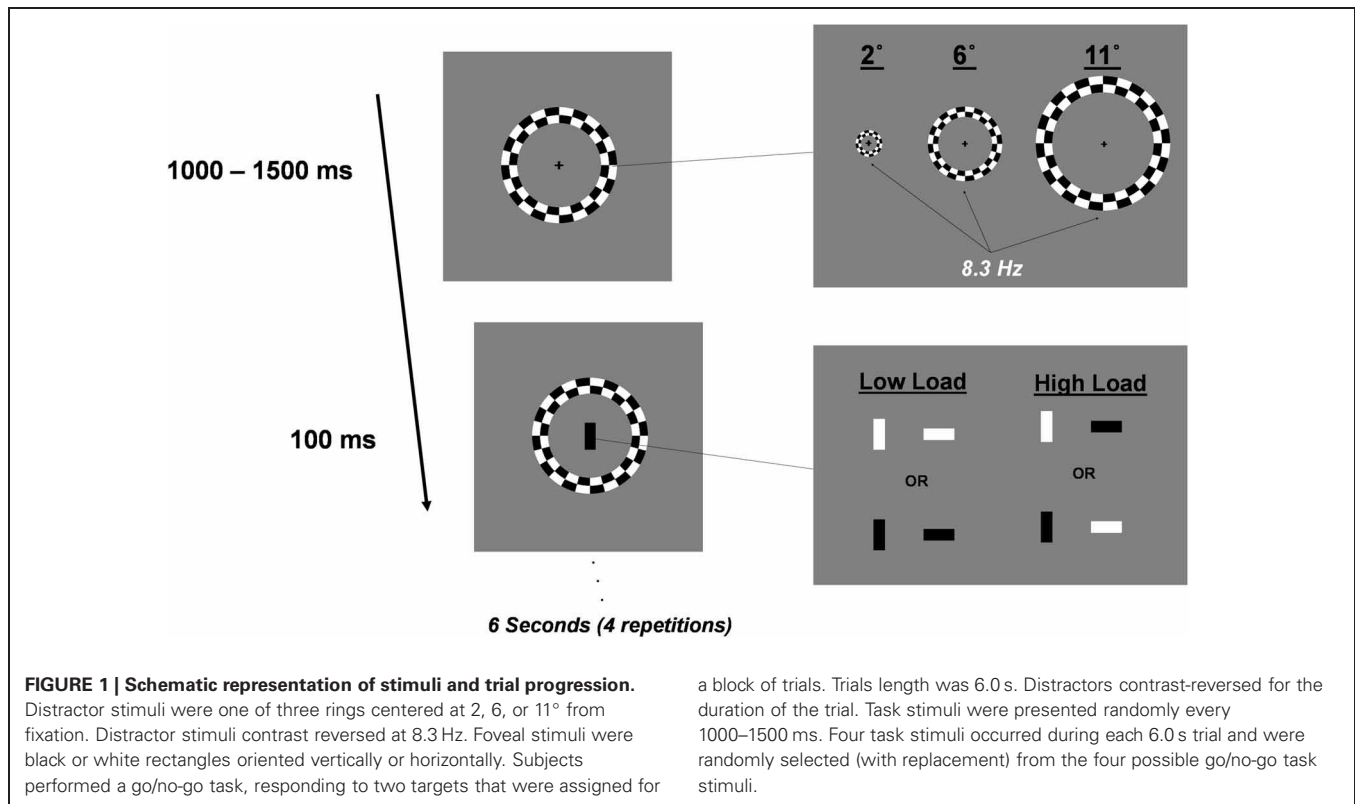 2° 6° 11°
1000 – 1500 ms
8.3 Hz
Low Load High Load
100 ms
OR OR
6 Seconds (4 repetitions)
FIGURE 1 | Schematic representation of stimuli and trial progression.
Distractor stimuli were one of three rings centered at 2, 6, or 11° from
fixation. Distractor stimuli contrast reversed at 8.3 Hz. Foveal stimuli were
black or white rectangles oriented vertically or horizontally. Subjects
performed a go/no-go task, responding to two targets that were assigned for
a block of trials. Trials length was 6.0 s. Distractors contrast-reversed for the
duration of the trial. Task stimuli were presented randomly every
1000–1500 ms. Four task stimuli occurred during each 6.0 s trial and were
randomly selected (with replacement) from the four possible go/no-go task
stimuli.